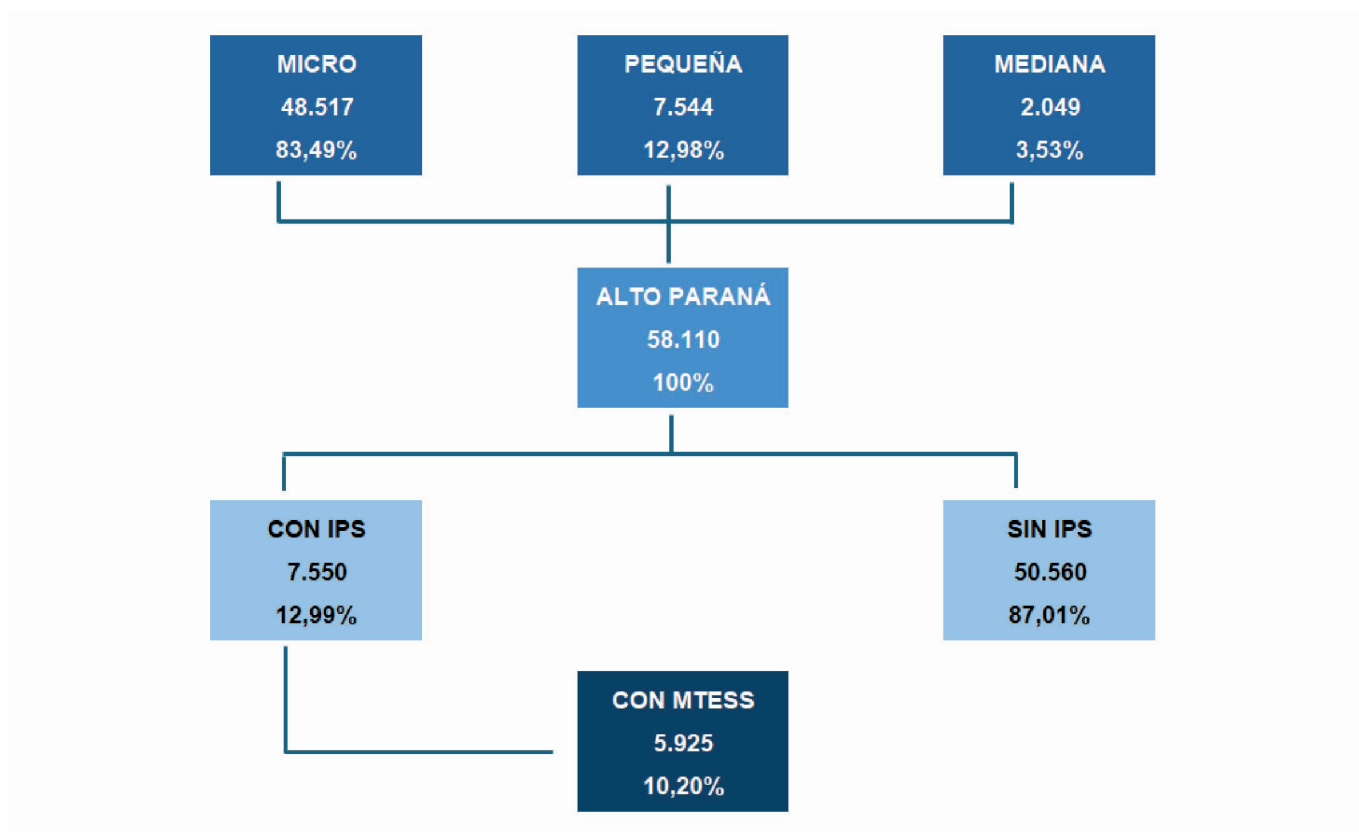 MICRO
48.517
83,49%
PEQUEÑA
7.544
12,98%
MEDIANA
2.049
3,53%
ALTO PARANÁ
58.110
100%
CON IPS
7.550
12,99%
SIN IPS
50.560
87,01%
CON MTESS
5.925
10,20%